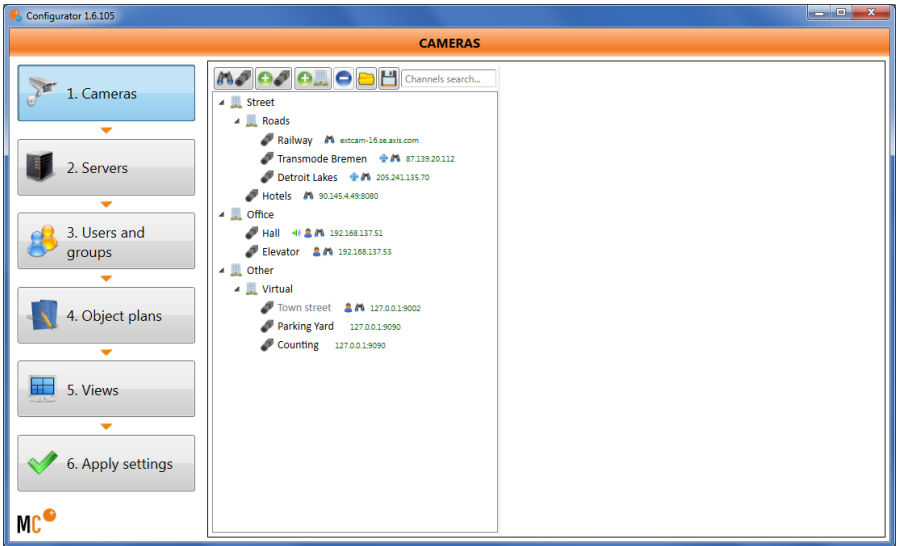 Configurator 1.6.105
CAMERAS
1. Cameras
2. Servers
3. Users and
groups
4. Object plans
5. Views
6. Apply settings
MC
Channels search...
Street
Roads
Railway extcam-16.se.axis.com
Transmode Bremen 87.139.20.112
Detroit Lakes 205.241.135.70
Hotels 90.145.4.49:8080
Office
Hall 192.168.137.51
Elevator 192.168.137.53
Other
Virtual
Town street 127.0.0.1:9002
Parking Yard 127.0.0.1:9090
Counting 127.0.0.1:9090